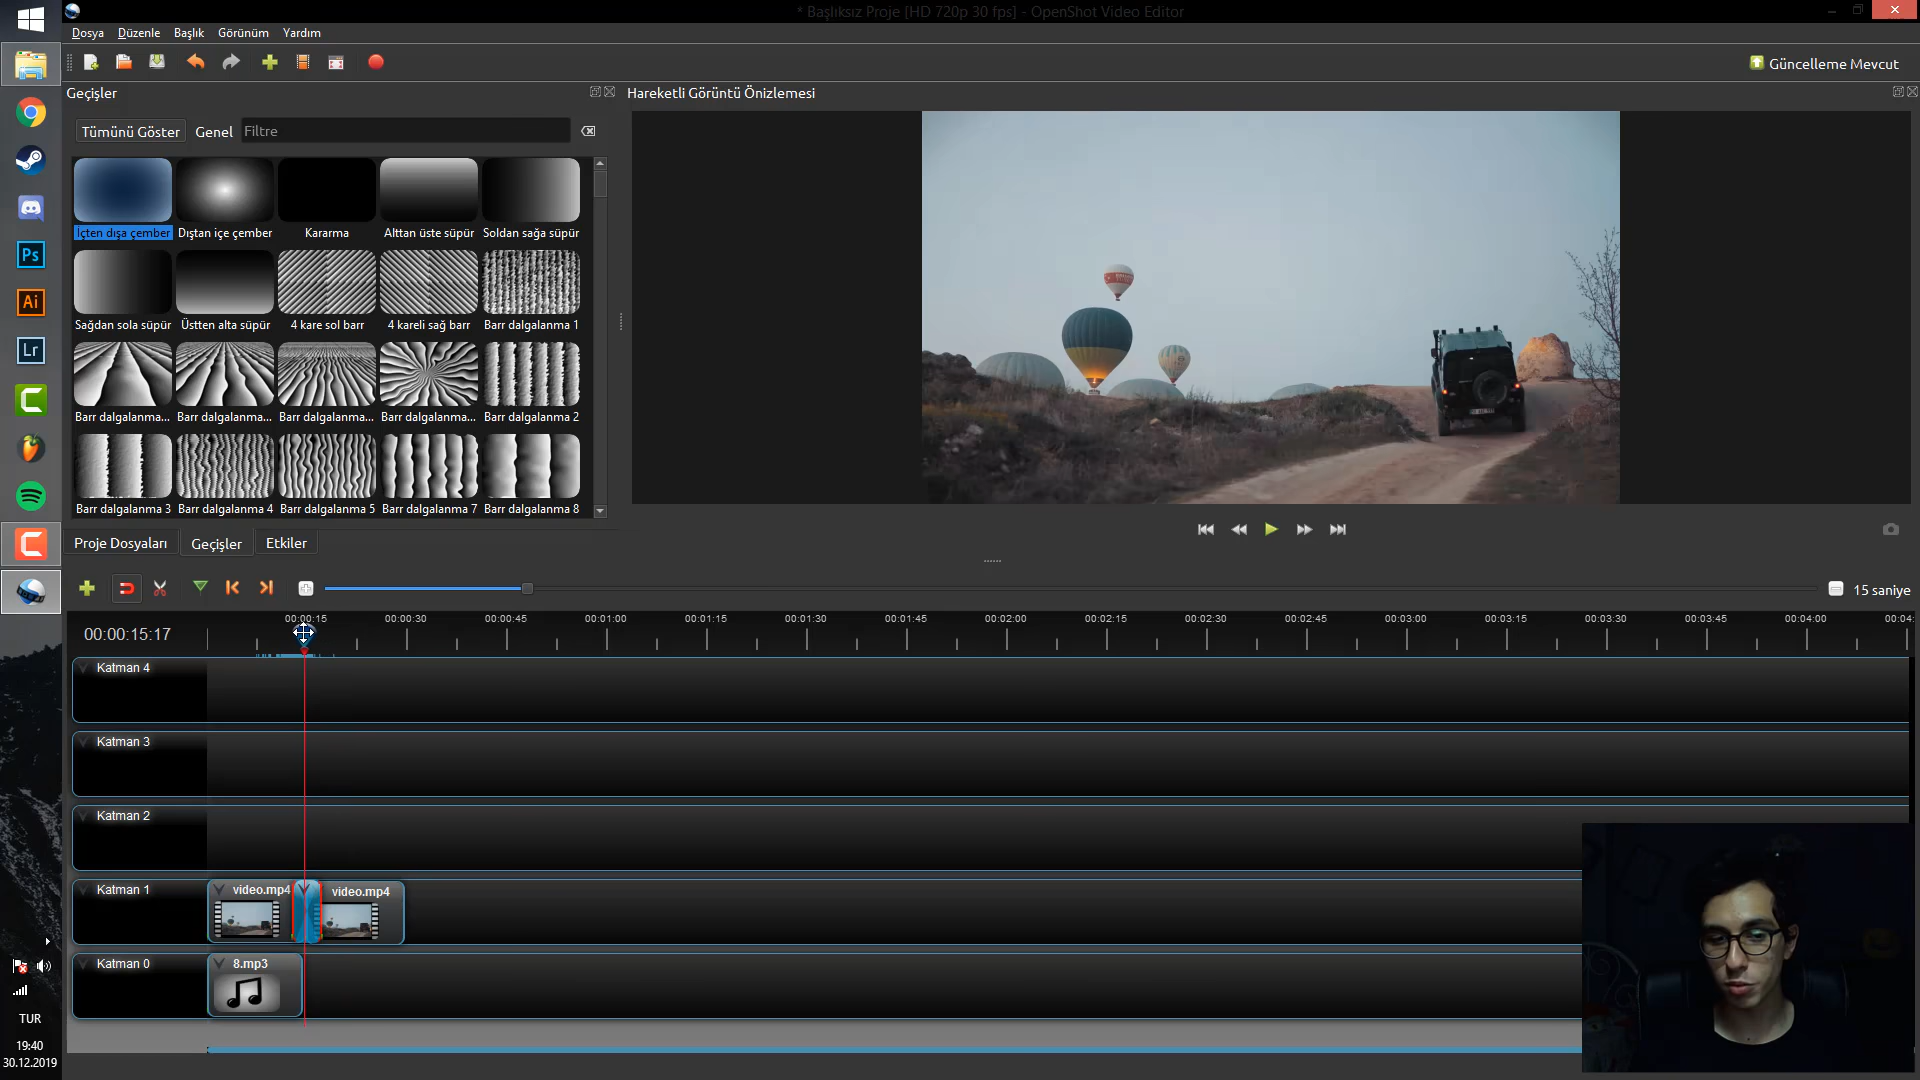 * Başlıksız Proje [HD 720p 30 fps] - OpenShot Video Editor
Dosya Düzenle Başlık Görünüm Yardım
Güncelleme Mevcut
Geçişler
Hareketli Görüntü Önizlemesi
Tümünü Göster Genel Filtre
İçten dışa çember Dıştan içe çember Kararma Alttan üste süpür Soldan sağa süpür
Sağdan sola süpür Üstten alta süpür 4 kare sol barr 4 kareli sağ barr Barr dalgalanma 1
Barr dalgalanma... Barr dalgalanma... Barr dalgalanma... Barr dalgalanma... Barr dalgalanma 2
Barr dalgalanma 3 Barr dalgalanma 4 Barr dalgalanma 5 Barr dalgalanma 7 Barr dalgalanma 8
Proje Dosyaları Geçişler Etkiler
15 saniye
00:00:15:17
00:00:15 00:00:30 00:00:45 00:01:00 00:01:15 00:01:30 00:01:45 00:02:00 00:02:15 00:02:30 00:02:45 00:03:00 00:03:15 00:03:30 00:03:45 00:04:00 00:04:
Katman 4
Katman 3
Katman 2
Katman 1
video.mp4 video.mp4
Katman 0
8.mp3
Ps
Ai
Lr
TUR
19:40
30.12.2019